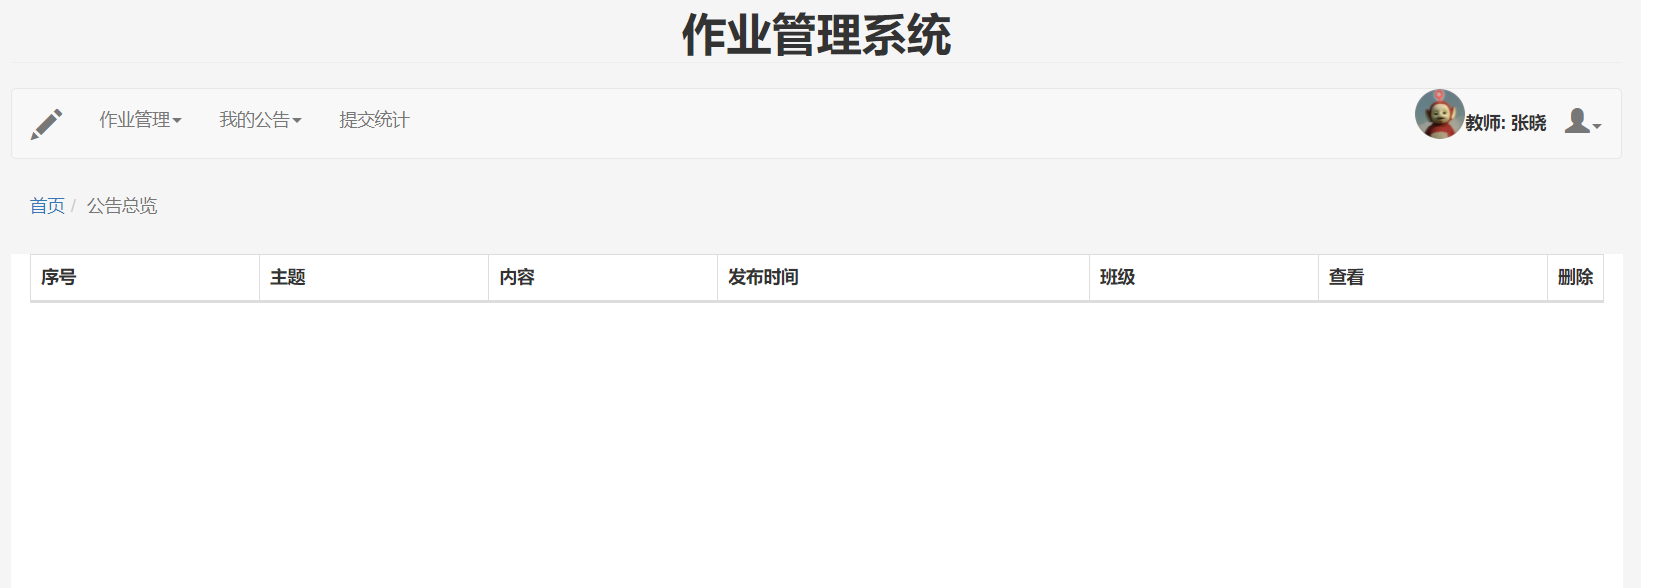 作业管理系统
作业管理 我的公告 提交统计 教师: 张晓
首页 / 公告总览
序号 主题 内容 发布时间 班级 查看 删除